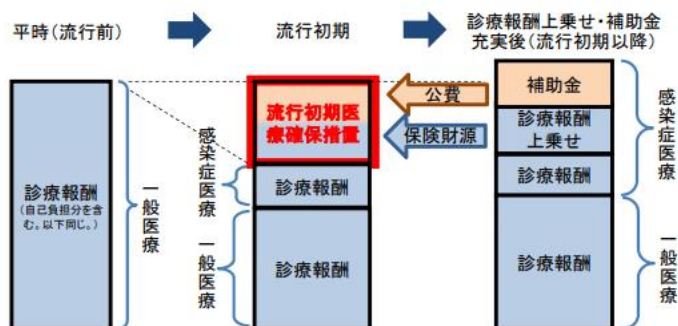 平時(流行前)
流行初期
診療報酬上乗せ・補助金
充実後(流行初期以降)
診療報酬
(自己負担分を含
む。以下同じ。)
一般医療
流行初期医
療確保措置
診療報酬
診療報酬
感染症医療
一般医療
公費
保険財源
補助金
診療報酬
上乗せ
診療報酬
診療報酬
感染症医療
一般医療